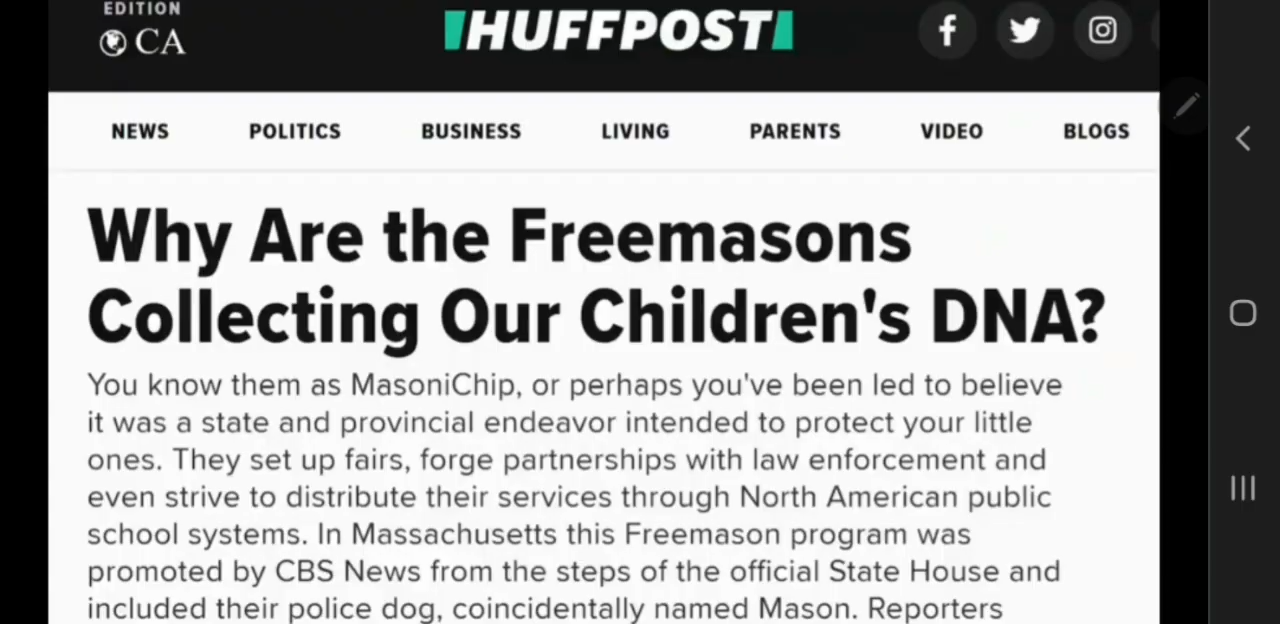 EDITION
CA
HUFFPOST
NEWS POLITICS BUSINESS LIVING PARENTS VIDEO BLOGS
Why Are the Freemasons
Collecting Our Children's DNA?
You know them as MasoniChip, or perhaps you've been led to believe
it was a state and provincial endeavor intended to protect your little
ones. They set up fairs, forge partnerships with law enforcement and
even strive to distribute their services through North American public
school systems. In Massachusetts this Freemason program was
promoted by CBS News from the steps of the official State House and
included their police dog, coincidentally named Mason. Reporters